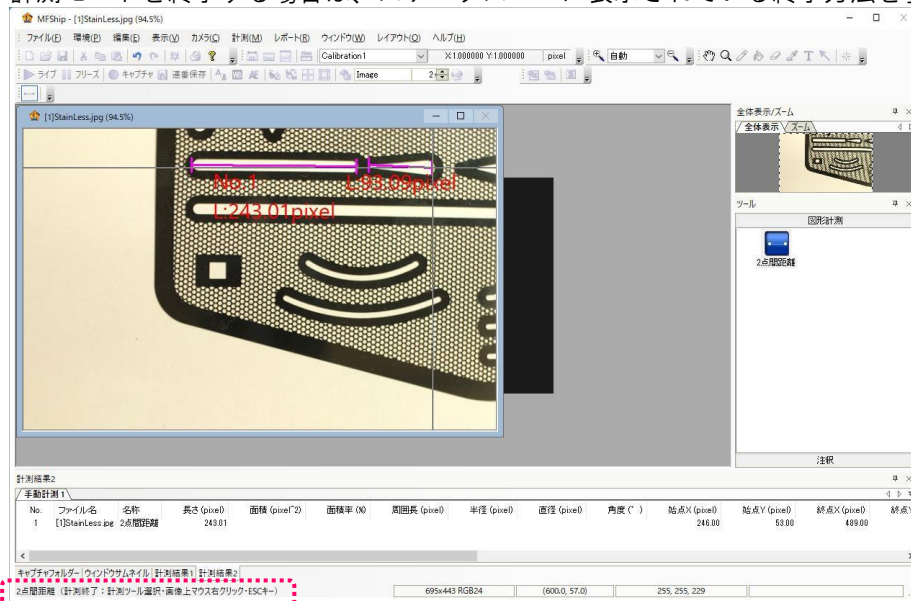 MFShip - [1]StainLess.jpg (94.5%)
ファイル(F) 環境(P) 編集(E) 表示(V) カメラ(C) 計測(M) レポート(R) ウィンドウ(W) レイアウト(O) ヘルプ(H)
Calibration1 X:1.000000 Y:1.000000 pixel 自動
ライブ フリーズ キャプチャ 連番保存 Image 2
[1]StainLess.jpg (94.5%)
No.1 L:93.09pixel
L:243.01pixel
全体表示/ズーム
全体表示 ズーム
ツール
図形計測
2点間距離
注釈
計測結果2
手動計測1
No. ファイル名 名称 長さ(pixel) 面積(pixel^2) 面積率(%) 周囲長(pixel) 半径(pixel) 直径(pixel) 角度(°) 始点X(pixel) 始点Y(pixel) 終点X(pixel) 終点Y
1 [1]StainLess.jpg 2点間距離 243.01 246.00 53.00 489.00
キャプチャフォルダー ウィンドウサムネイル 計測結果1 計測結果2
2点間距離(計測終了:計測ツール選択・画像上マウス右クリック・ESCキー) 695x443 RGB24 (600.0, 57.0) 255, 255, 229